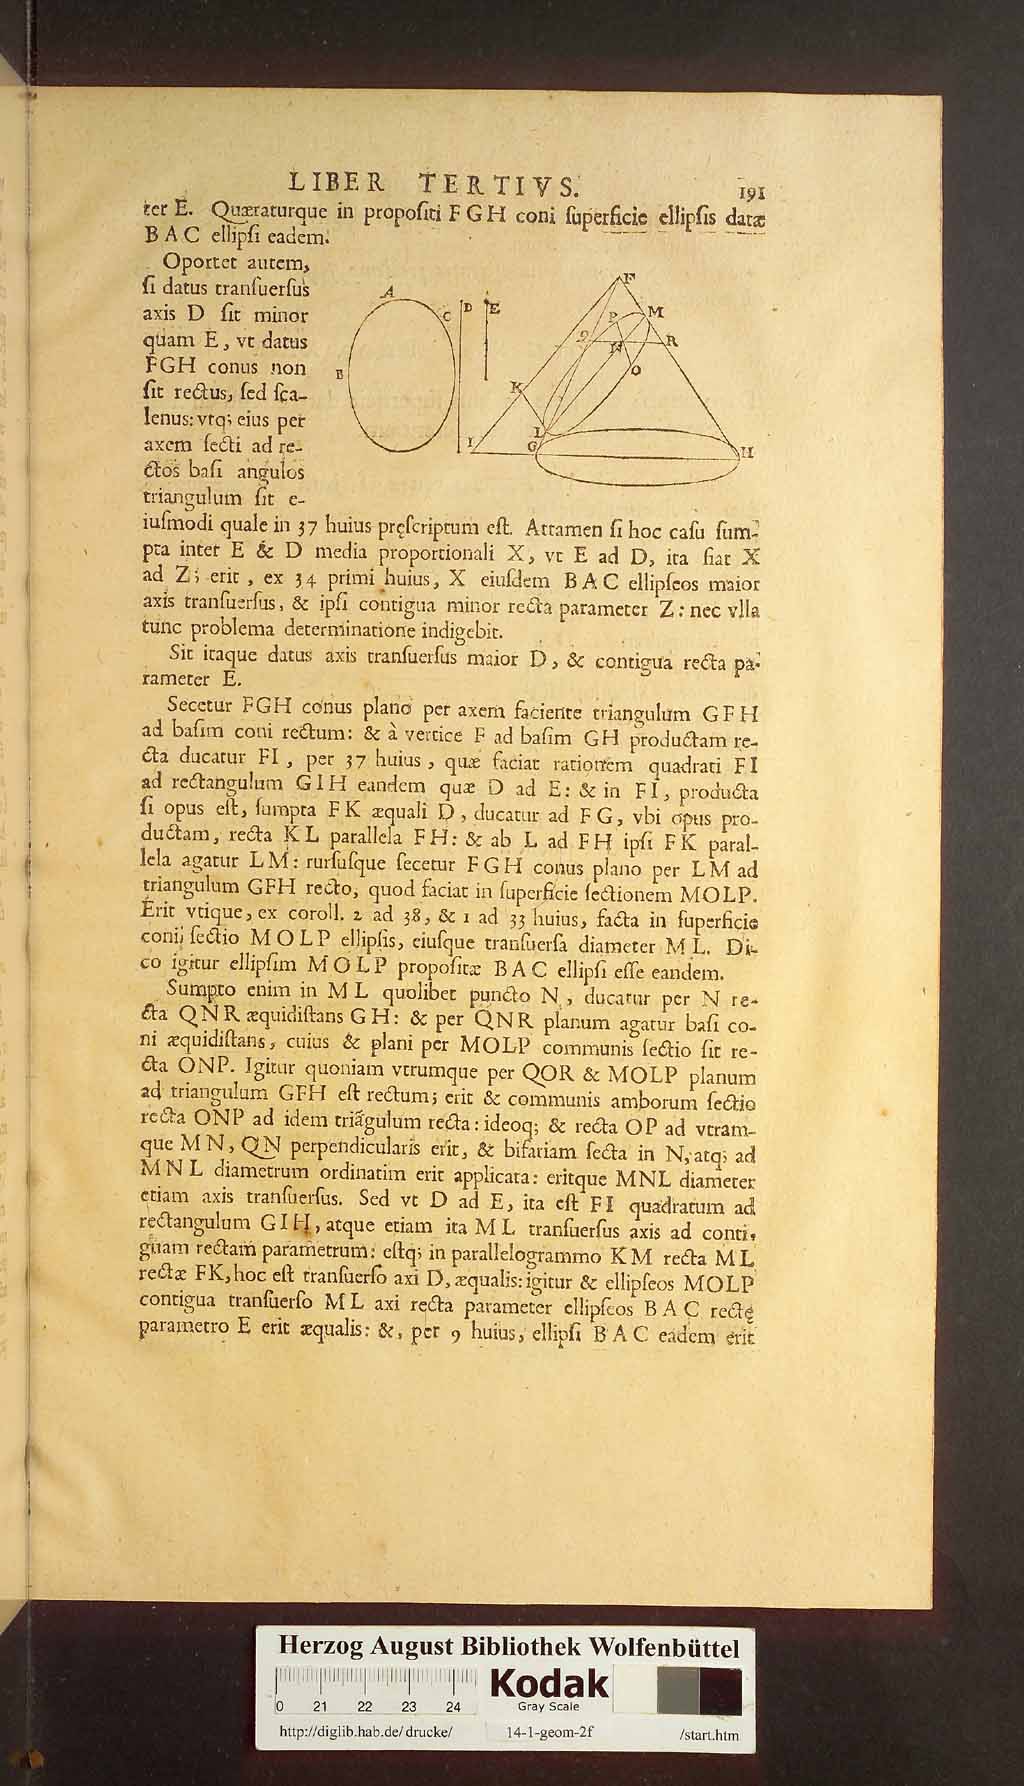 LIBER TERTIVS. 191
ter E. Quæraturque in propoſiti F G H coni ſuperficie ellipſis datæ
B A C ellipſi eadem.
Oportet autem,
ſi datus tranſuerſus
axis D ſit minor
quam E, vt datus
FGH conus non
ſit rectus, ſed ſca-
lenus: vtq; eius per
axem ſecti ad re-
ctos baſi angulos
triangulum ſit e-
A
B
C
D
E
F
P
M
Q
N
R
O
K
L
I
G
H
iuſmodi quale in 37 huius pręſcriptum eſt. Attamen ſi hoc caſu ſum-
pta inter E & D media proportionali X, vt E ad D, ita fiat X
ad Z; erit, ex 34 primi huius, X eiuſdem BAC ellipſeos maior
axis tranſuerſus, & ipſi contigua minor recta parameter Z: nec vlla
tunc problema determinatione indigebit.
Sit itaque datus axis tranſuerſus maior D, & contigua recta pa-
rameter E.
Secetur FGH conus plano per axem faciente triangulum GFH
ad baſim coni rectum: & à vertice F ad baſim GH productam re-
cta ducatur FI, per 37 huius, quæ faciat rationem quadrati FI
ad rectangulum GIH eandem quæ D ad E: & in FI, producta
ſi opus eſt, ſumpta FK æquali D, ducatur ad FG, vbi opus pro-
ductam, recta KL parallela FH: & ab L ad FH ipſi FK paral-
lela agatur LM: rurſuſque ſecetur FGH conus plano per LM ad
triangulum GFH recto, quod faciat in ſuperficie ſectionem MOLP.
Erit vtique, ex coroll. 2 ad 38, & 1 ad 33 huius, facta in ſuperficie
conij ſectio MOLP ellipſis, eiuſque tranſuerſa diameter ML. Di-
co igitur ellipſim MOLP propoſitæ BAC ellipſi eſſe eandem.
Sumpto enim in ML quolibet puncto N, ducatur per N re-
cta QNR æquidiſtans GH: & per QNR planum agatur baſi co-
ni æquidiſtans, cuius & plani per MOLP communis ſectio ſit re-
cta ONP. Igitur quoniam vtrumque per QOR & MOLP planum
ad triangulum GFH eſt rectum; erit & communis amborum ſectio
recta ONP ad idem triãgulum recta: ideoq; & recta OP ad vtram-
que MN, QN perpendicularis erit, & bifariam ſecta in N, atq; ad
MNL diametrum ordinatim erit applicata: eritque MNL diameter
etiam axis tranſuerſus. Sed vt D ad E, ita eſt FI quadratum ad
rectangulum GIH, atque etiam ita ML tranſuerſus axis ad conti-
guam rectam parametrum: eſtq; in parallelogrammo KM recta ML
rectæ FK, hoc eſt tranſuerſo axi D, æqualis: igitur & ellipſeos MOLP
contigua tranſuerſo ML axi recta parameter ellipſeos BAC rectę
parametro E erit æqualis: &, per 9 huius, ellipſi BAC eadem erit
Herzog August Bibliothek Wolfenbüttel
0 21 22 23 24
Kodak
Gray Scale
http://diglib.hab.de/drucke/ 14-1-geom-2f /start.htm